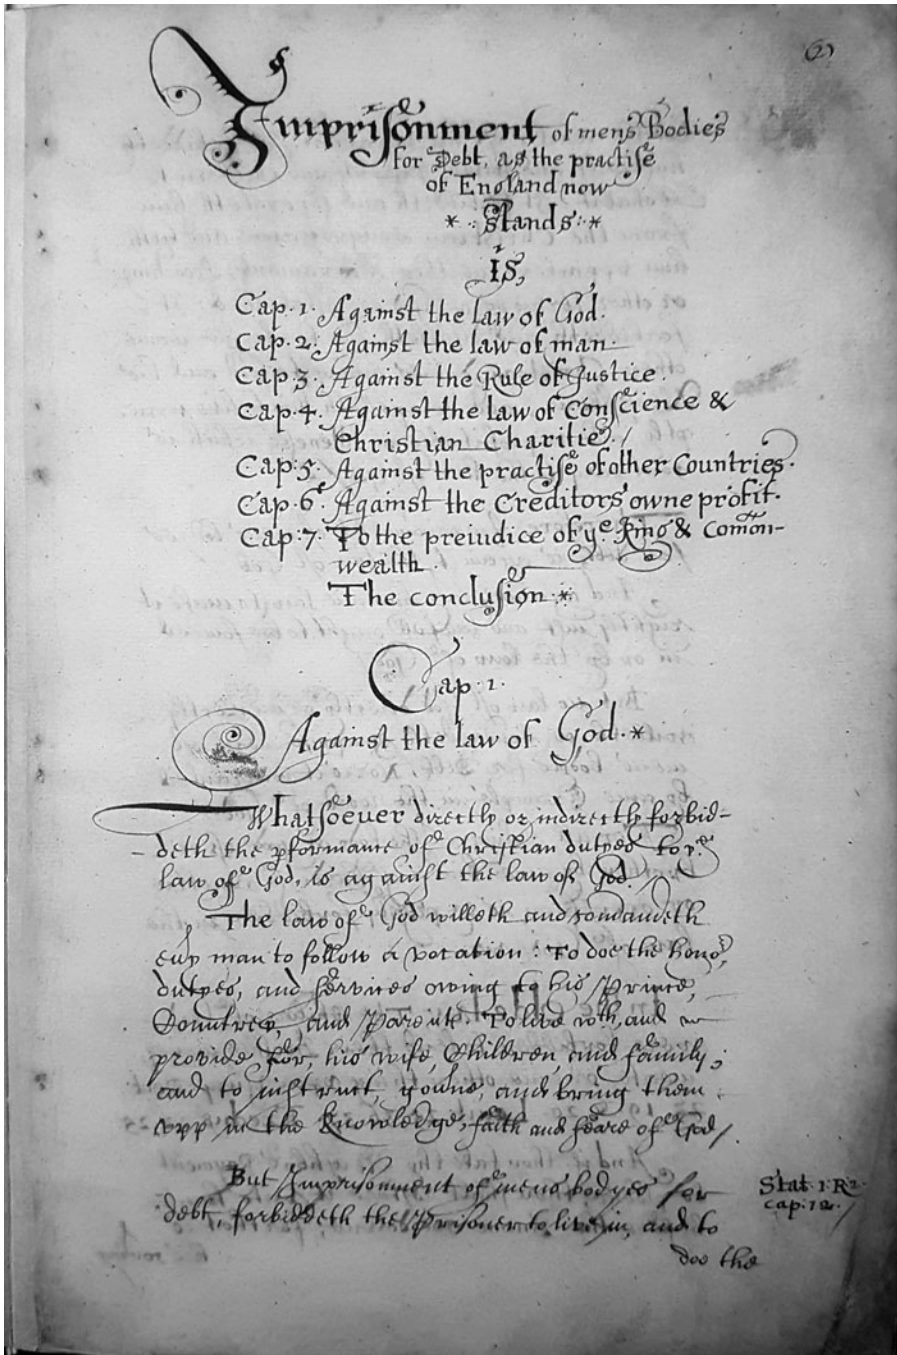 6
Imprisonment of mens Bodies
for Debt, as the practise
of England now
* : stands : *
IS,
Cap. 1. Against the law of God.
Cap. 2. Against the law of man.
Cap. 3. Against the Rule of Justice.
Cap. 4. Against the law of Conscience &
Christian Charitie. /
Cap. 5. Against the practise of other Countries.
Cap. 6. Against the Creditors owne profit.
Cap. 7. To the preiudice of ye. King & Comon-
wealth.
The conclusion. *
Cap. 1.
Against the law of God. *
Whatsoeuer directly or indirectly forbid-
- deth the pformance of Christian dutyes to ye
law of God, is against the law of God.
The law of God willeth and comandeth
euy man to follow a vocation : To doe the hono,
dutyes, and services owing to his Prince,
Countrey, and Parents. To live wth, and
provide for, his wife, Children, and family;
and to instruct, gov̄ne, and bring them
vpp in the knowledge, faith and feare of God /.
But Imprisonment of mens bodyes for
debt, forbiddeth the Prisoner to live in, and to
Stat. 1. R2.
cap. 12. /
doe the